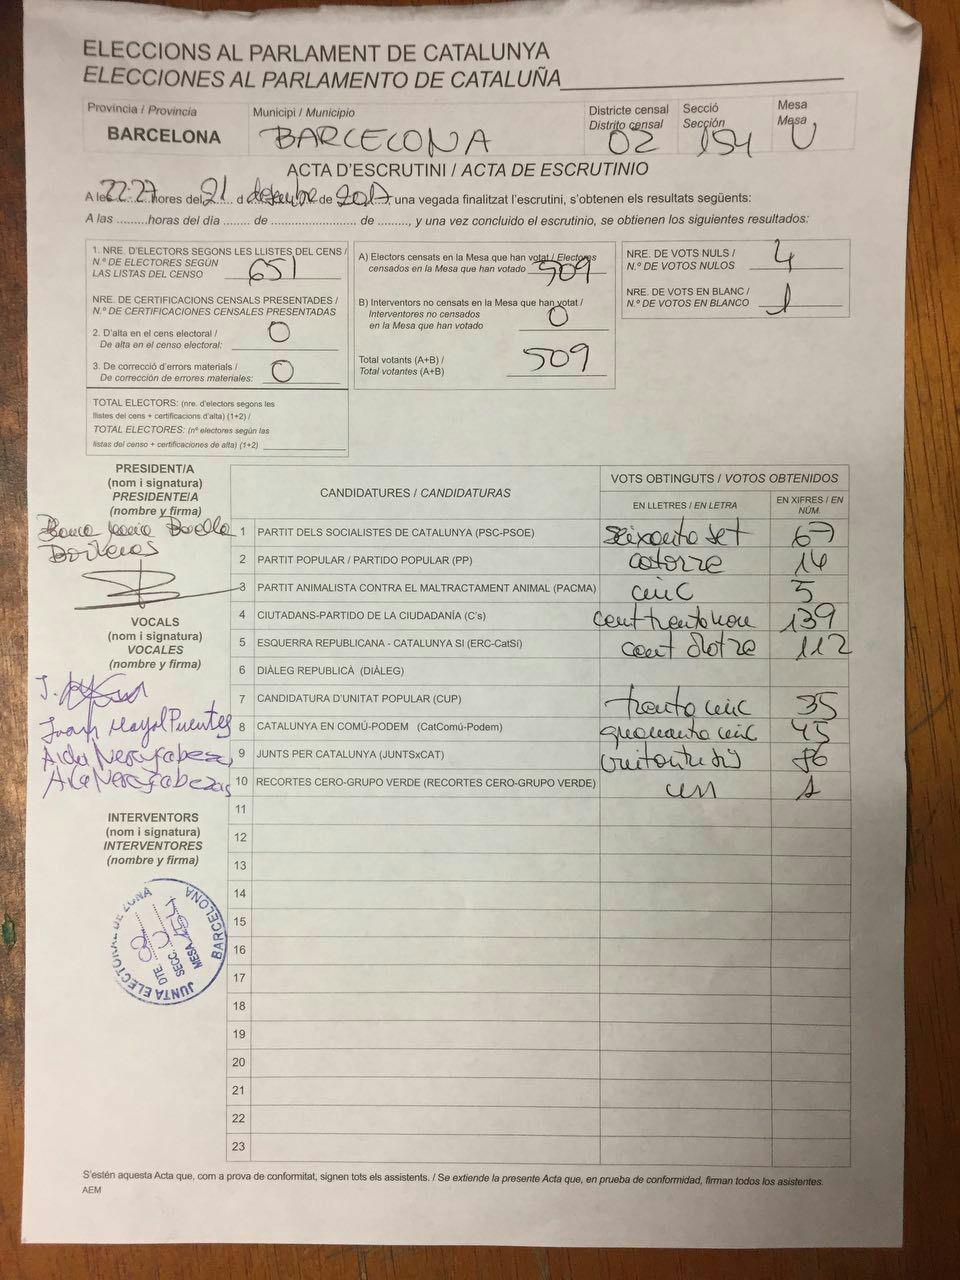 ELECCIONS AL PARLAMENT DE CATALUNYA
ELECCIONES AL PARLAMENTO DE CATALUÑA
Provincia / Provincia
BARCELONA
Municipi / Municipio
BARCELONA
Districte censal
Distrito censal
02
Secció
Sección
154
Mesa
Mesa
U
ACTA D'ESCRUTINI / ACTA DE ESCRUTINIO
A les 22:27 hores del 21 d desembre de 2017 una vegada finalitzat l'escrutini, s'obtenen els resultats següents:
A las .........horas del día ....... de ............................ de ........, y una vez concluido el escrutinio, se obtienen los siguientes resultados:
1. NRE. D'ELECTORS SEGONS LES LLISTES DEL CENS /
N.º DE ELECTORES SEGÚN
LAS LISTAS DEL CENSO 651
NRE. DE CERTIFICACIONS CENSALS PRESENTADES /
N.º DE CERTIFICACIONES CENSALES PRESENTADAS
2. D'alta en el cens electoral /
De alta en el censo electoral: 0
3. De correcció d'errors materials /
De corrección de errores materiales: 0
TOTAL ELECTORS: (nre. d'electors segons les
llistes del cens + certificacions d'alta) (1+2) /
TOTAL ELECTORES: (nº electores según las
listas del censo + certificaciones de alta) (1+2)
A) Electors censats en la Mesa que han votat / Electores
censados en la Mesa que han votado 509
B) Interventors no censats en la Mesa que han votat /
Interventores no censados
en la Mesa que han votado 0
Total votants (A+B) /
Total votantes (A+B) 509
NRE. DE VOTS NULS /
N.º DE VOTOS NULOS 4
NRE. DE VOTS EN BLANC /
N.º DE VOTOS EN BLANCO 1
PRESIDENT/A
(nom i signatura)
PRESIDENTE/A
(nombre y firma)
VOCALS
(nom i signatura)
VOCALES
(nombre y firma)
Joan Mayol Puentes
INTERVENTORS
(nom i signatura)
INTERVENTORES
(nombre y firma)
JUNTA ELECTORAL DE ZONA
BARCELONA
DTE. 02
SECC. U
MESA 154
CANDIDATURES / CANDIDATURAS
VOTS OBTINGUTS / VOTOS OBTENIDOS
EN LLETRES / EN LETRA
EN XIFRES / EN NÚM.
1 PARTIT DELS SOCIALISTES DE CATALUNYA (PSC-PSOE) seixanta set 67
2 PARTIT POPULAR / PARTIDO POPULAR (PP) catorze 14
3 PARTIT ANIMALISTA CONTRA EL MALTRACTAMENT ANIMAL (PACMA) cinc 5
4 CIUTADANS-PARTIDO DE LA CIUDADANÍA (C's) cent trenta nou 139
5 ESQUERRA REPUBLICANA - CATALUNYA SI (ERC-CatSí) cent dotze 112
6 DIÀLEG REPUBLICÀ (DIÀLEG)
7 CANDIDATURA D'UNITAT POPULAR (CUP) trenta cinc 35
8 CATALUNYA EN COMÚ-PODEM (CatComú-Podem) quaranta cinc 45
9 JUNTS PER CATALUNYA (JUNTSxCAT) vuitanta sis 86
10 RECORTES CERO-GRUPO VERDE (RECORTES CERO-GRUPO VERDE) un 1
11
12
13
14
15
16
17
18
19
20
21
22
23
S'estén aquesta Acta que, com a prova de conformitat, signen tots els assistents. / Se extiende la presente Acta que, en prueba de conformidad, firman todos los asistentes.
AEM